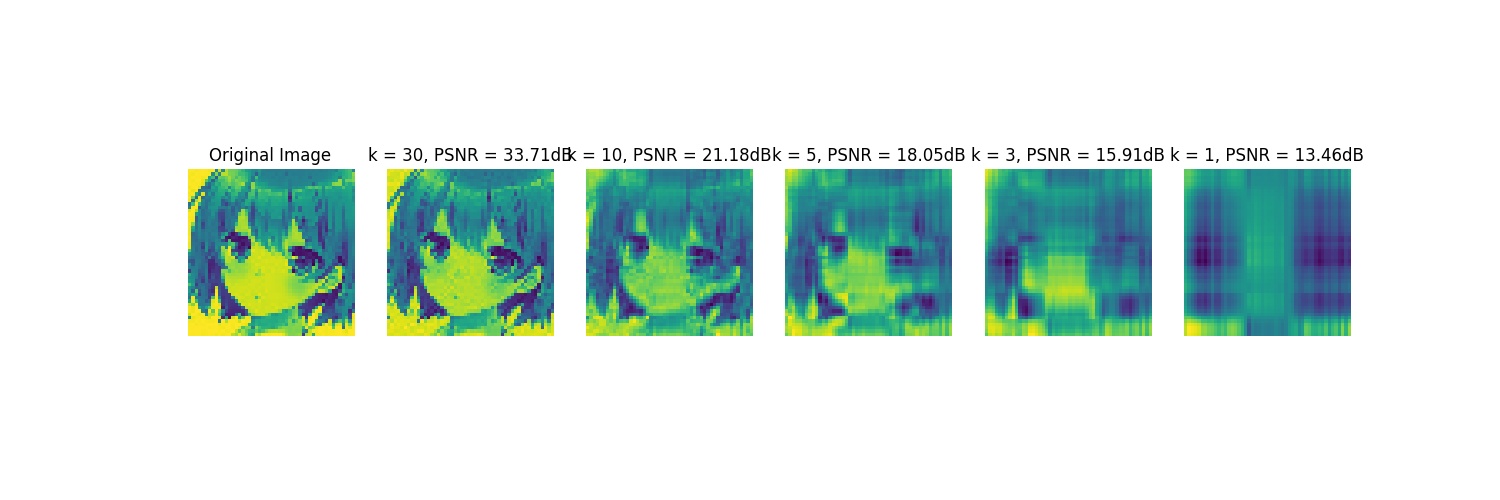 Original Image
k = 30, PSNR = 33.71dB
k = 10, PSNR = 21.18dB
k = 5, PSNR = 18.05dB
k = 3, PSNR = 15.91dB
k = 1, PSNR = 13.46dB